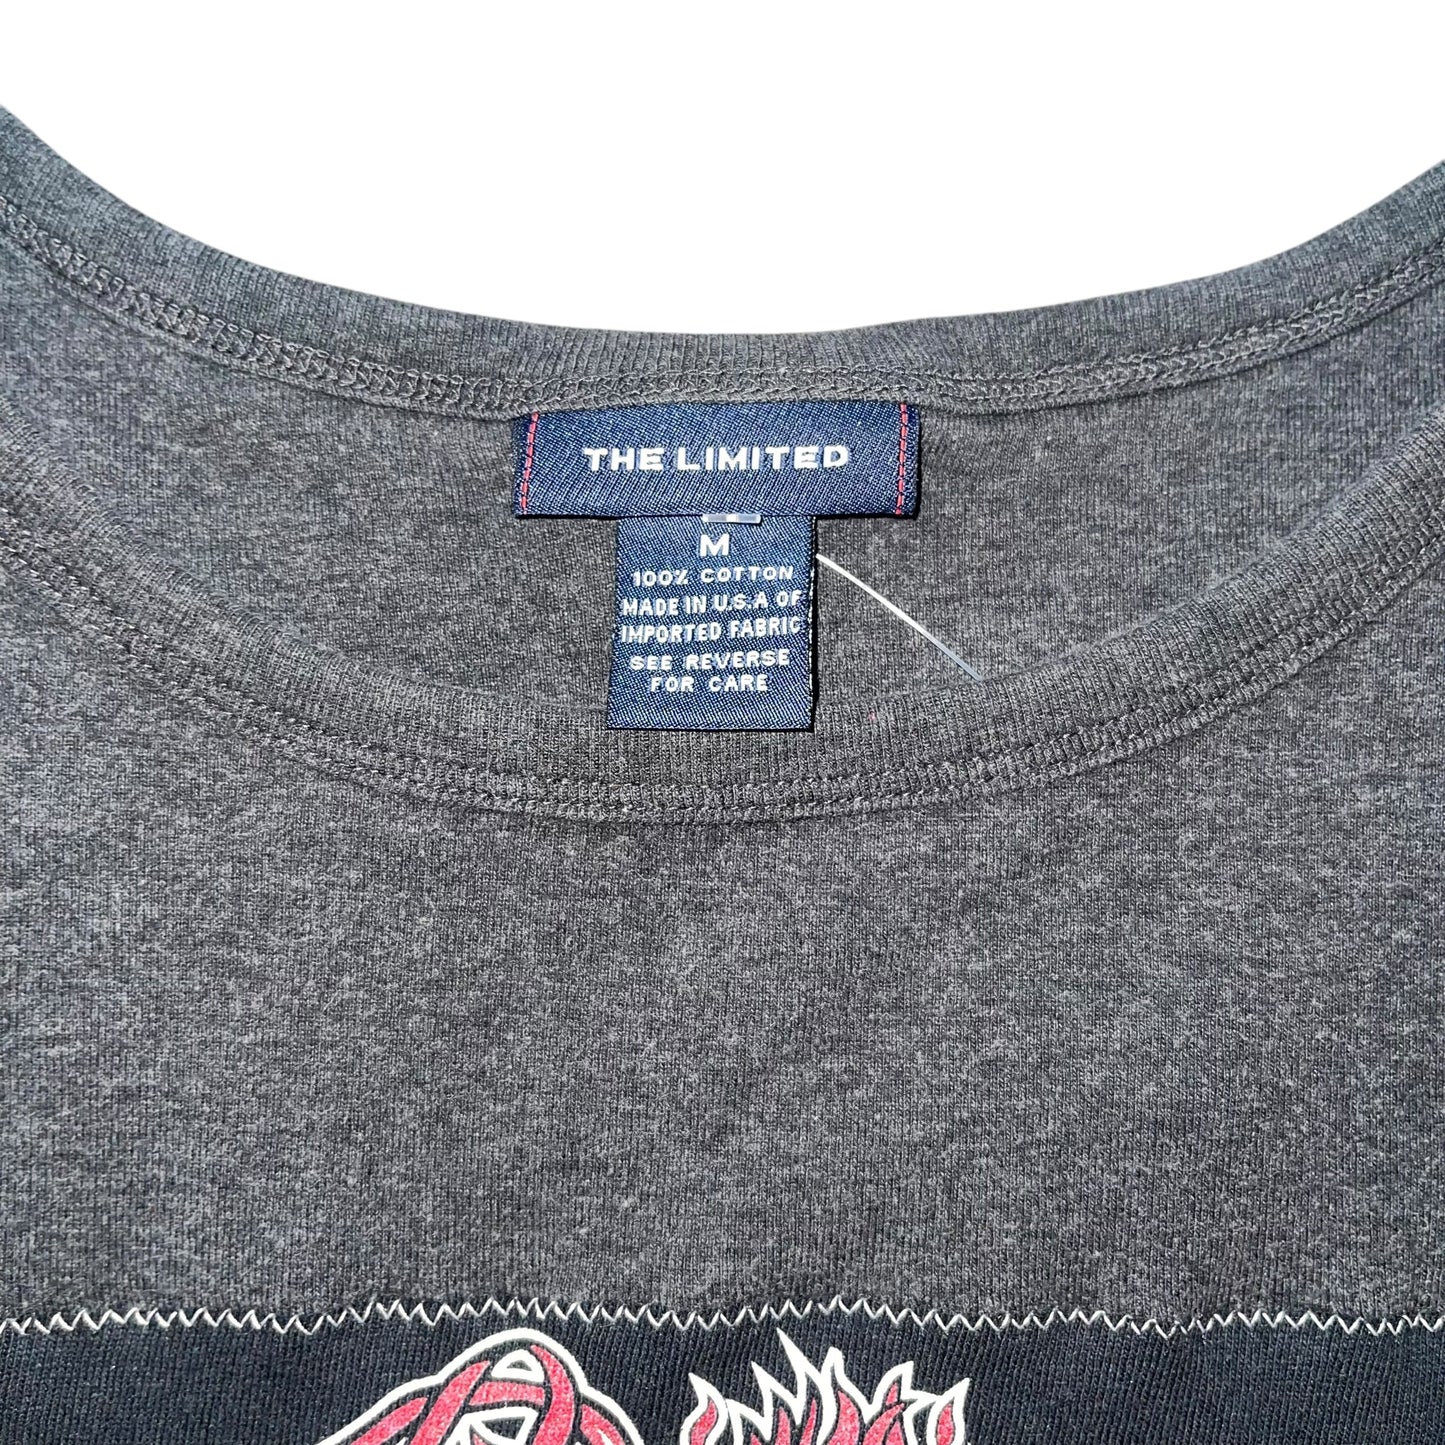 THE LIMITED
M
100% COTTON
MADE IN U.S.A OF
IMPORTED FABRIC
SEE REVERSE
FOR CARE